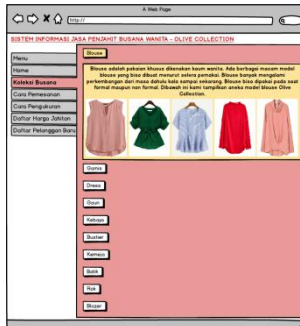 A Web Page
http://
SISTEM INFORMASI JASA PENJAHIT BUSANA WANITA - OLIVE COLLECTION
Menu
Home
Koleksi Busana
Cara Pemesanan
Cara Pengukuran
Daftar Harga Jahitan
Daftar Pelanggan Baru
Blouse
Blouse adalah pakaian khusus dikenakan kaum wanita. Ada berbagai macam model
blouse yang bisa dibuat menurut selera pemakai. Blouse banyak mengalami
perkembangan dari masa dahulu kala sampai sekarang. Blouse bisa dipakai pada saat
formal maupun non formal. Dibawah ini kami tampilkan aneka model blouse Olive
Collection.
Gamis
Dress
Gaun
Kebaya
Bustier
Kemeja
Batik
Rok
Blazer